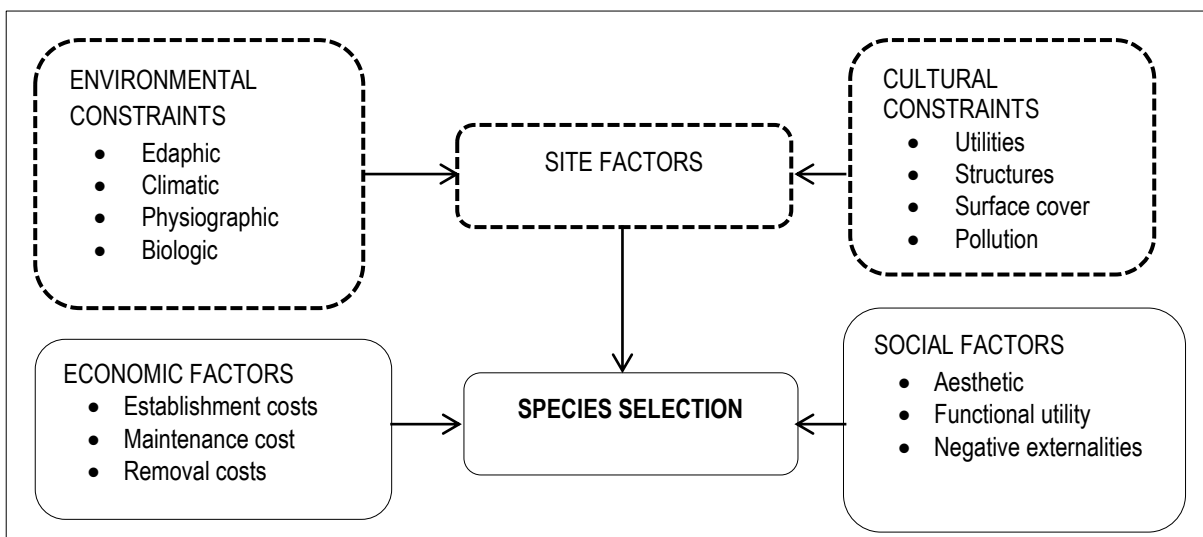 ENVIRONMENTAL
CONSTRAINTS
• Edaphic
• Climatic
• Physiographic
• Biologic
SITE FACTORS
CULTURAL
CONSTRAINTS
• Utilities
• Structures
• Surface cover
• Pollution
ECONOMIC FACTORS
• Establishment costs
• Maintenance cost
• Removal costs
SPECIES SELECTION
SOCIAL FACTORS
• Aesthetic
• Functional utility
• Negative externalities